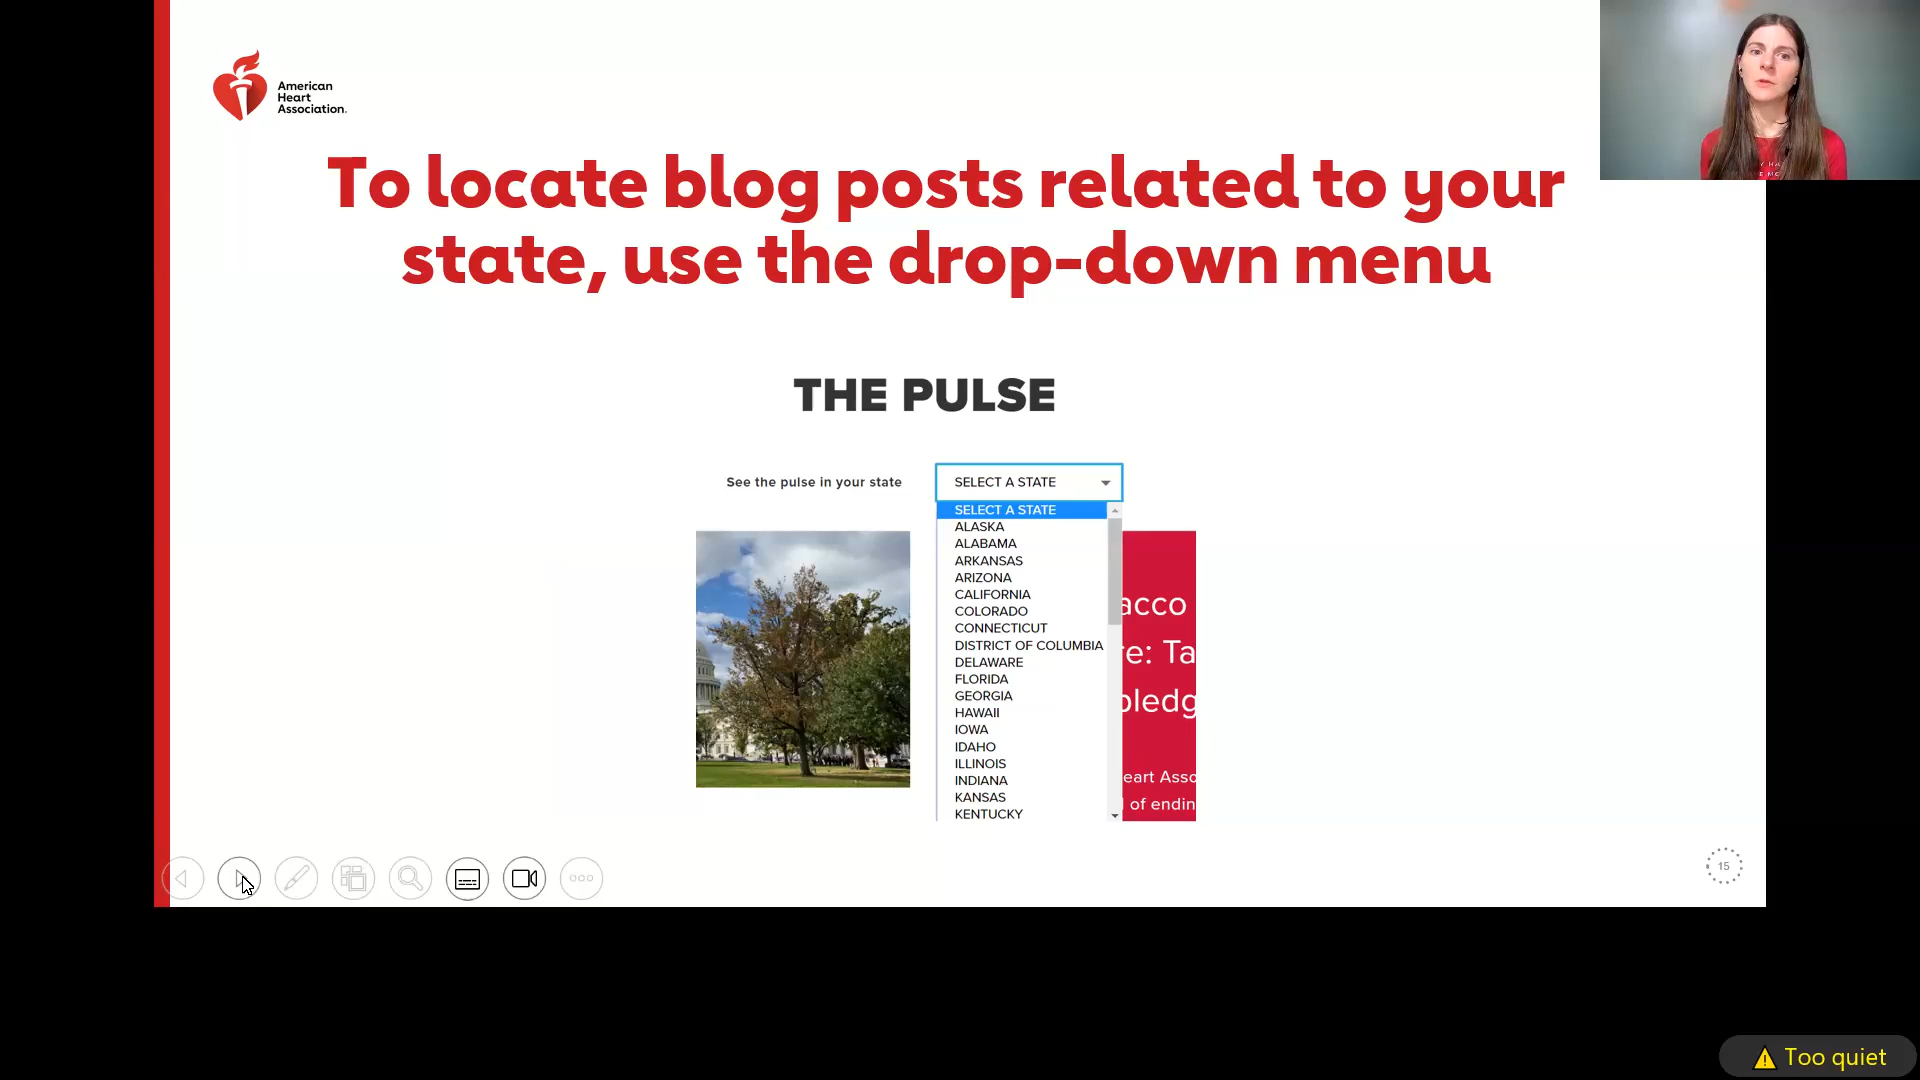 American
Heart
Association.
To locate blog posts related to your
state, use the drop-down menu
THE PULSE
See the pulse in your state
SELECT A STATE
SELECT A STATE
ALASKA
ALABAMA
ARKANSAS
ARIZONA
CALIFORNIA
COLORADO
CONNECTICUT
DISTRICT OF COLUMBIA
DELAWARE
FLORIDA
GEORGIA
HAWAII
IOWA
IDAHO
ILLINOIS
INDIANA
KANSAS
KENTUCKY
acco
e: Ta
pledg
eart Asso
of endin
15
Too quiet